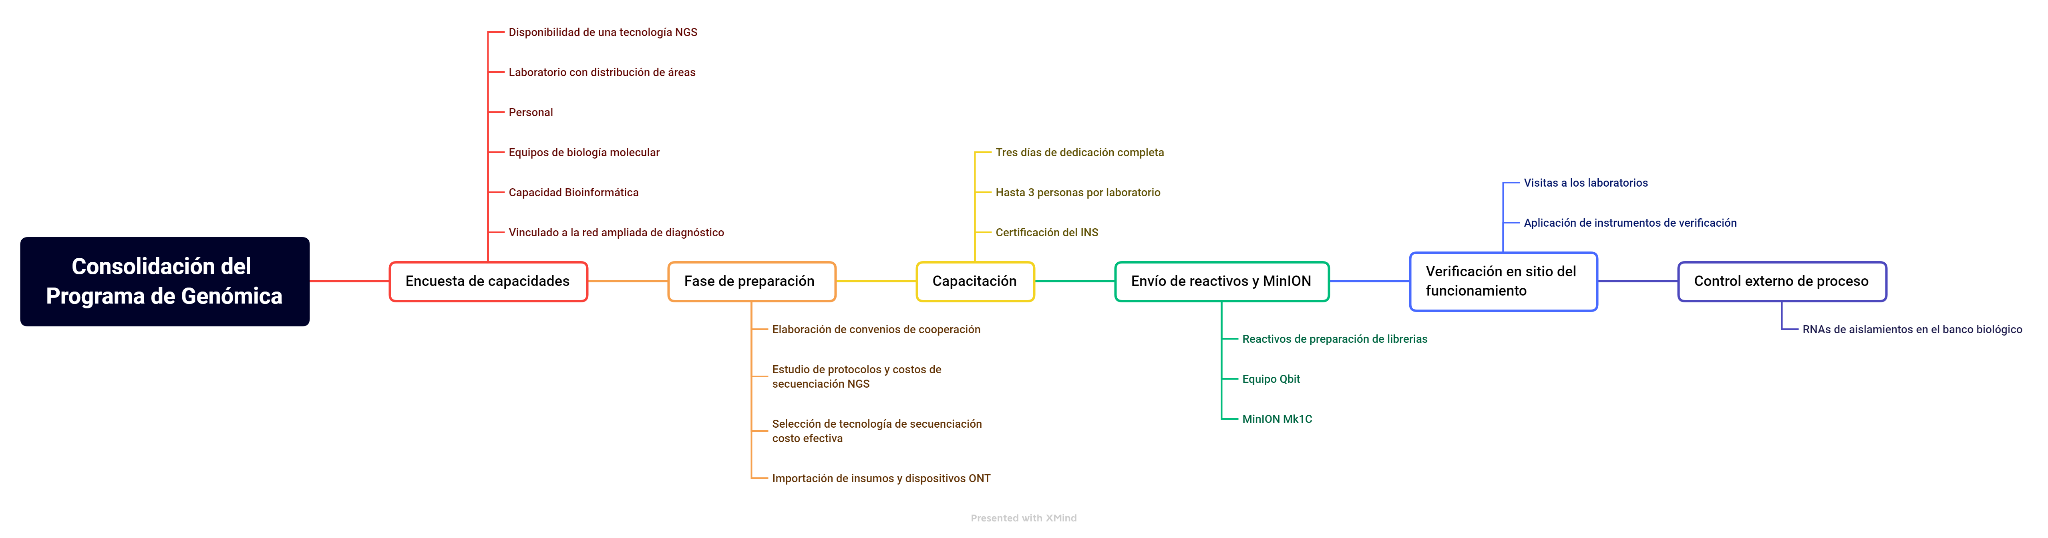 Consolidación del
Programa de Genómica
Encuesta de capacidades
Disponibilidad de una tecnología NGS
Laboratorio con distribución de áreas
Personal
Equipos de biología molecular
Capacidad Bioinformática
Vinculado a la red ampliada de diagnóstico
Fase de preparación
Elaboración de convenios de cooperación
Estudio de protocolos y costos de
secuenciación NGS
Selección de tecnología de secuenciación
costo efectiva
Importación de insumos y dispositivos ONT
Capacitación
Tres días de dedicación completa
Hasta 3 personas por laboratorio
Certificación del INS
Envío de reactivos y MinION
Reactivos de preparación de librerias
Equipo Qbit
MinION Mk1C
Verificación en sitio del
funcionamiento
Visitas a los laboratorios
Aplicación de instrumentos de verificación
Control externo de proceso
RNAs de aislamientos en el banco biológico
Presented with XMind